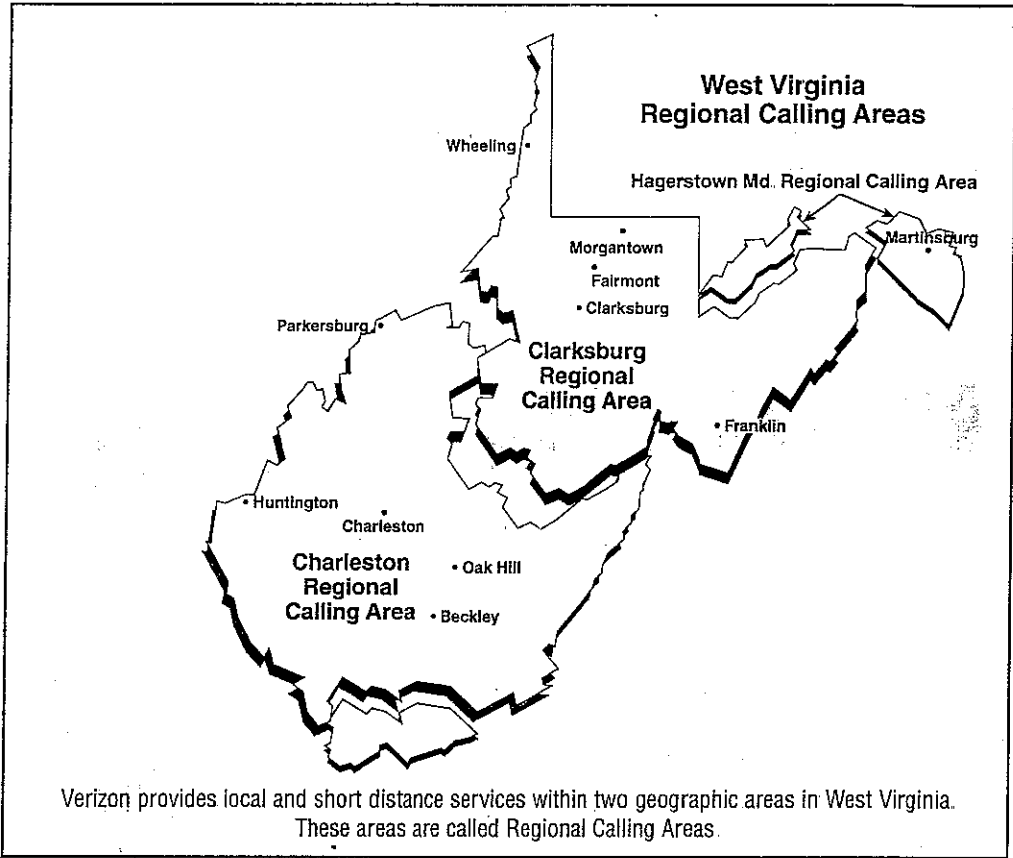 West Virginia
Regional Calling Areas
Wheeling
Hagerstown Md. Regional Calling Area
Morgantown
Martinsburg
Fairmont
Clarksburg
Parkersburg
Clarksburg
Regional
Calling Area
Franklin
Huntington
Charleston
Charleston
Regional
Calling Area
Oak Hill
Beckley
Verizon provides local and short distance services within two geographic areas in West Virginia.
These areas are called Regional Calling Areas.